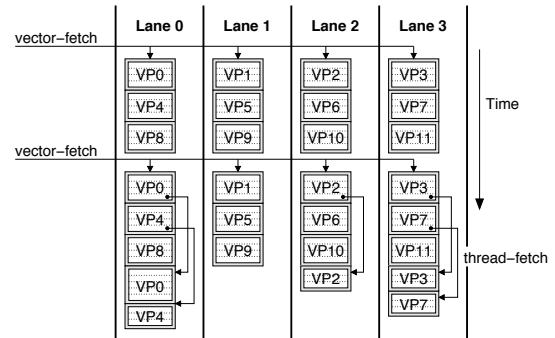 Lane 0 Lane 1 Lane 2 Lane 3
vector–fetch
VP0 VP1 VP2 VP3
VP4 VP5 VP6 VP7
VP8 VP9 VP10 VP11
Time
vector–fetch
VP0 VP1 VP2 VP3
VP4 VP5 VP6 VP7
VP8 VP9 VP10 VP11
thread–fetch
VP0 VP2 VP3
VP4 VP7